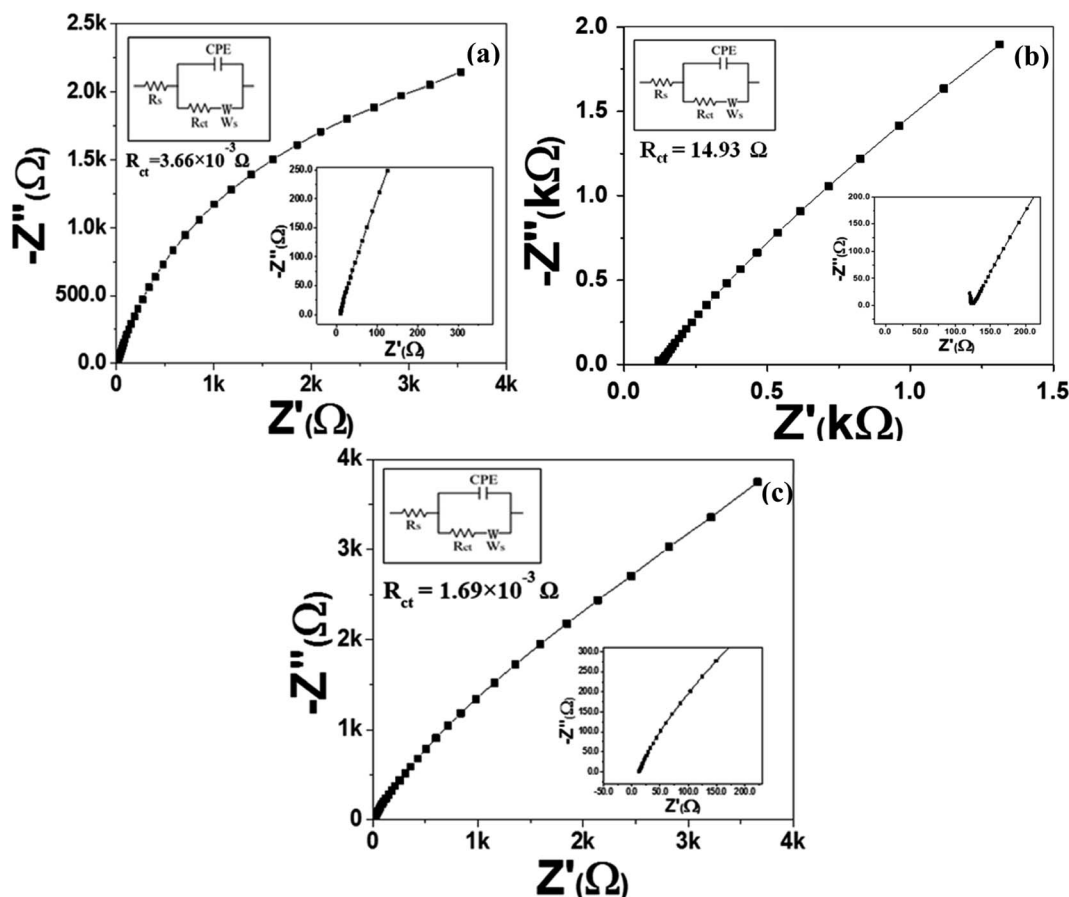 (a)
2.5k
2.0k
1.5k
1.0k
500.0
0.0
-Z''(Ω)
CPE
Rs
Rct Ws
Rct =3.66×10⁻³ Ω
250.0
200.0
150.0
100.0
50.0
0.0
-Z''(Ω)
0 100 200 300
Z'(Ω)
0 1k 2k 3k 4k
Z'(Ω)
(b)
2.0
1.5
1.0
0.5
0.0
-Z''(kΩ)
CPE
Rs
Rct Ws
Rct = 14.93 Ω
200
150
100
50
0
-Z''(Ω)
0.0 50.0 100.0 150.0 200.0
Z'(Ω)
0.0 0.5 1.0 1.5
Z'(kΩ)
(c)
4k
3k
2k
1k
0
-Z''(Ω)
CPE
Rs
Rct Ws
Rct = 1.69×10⁻³ Ω
300.0
250.0
200.0
150.0
100.0
50.0
0.0
-Z''(Ω)
-50.0 0.0 50.0 100.0 150.0 200.0
Z'(Ω)
0 1k 2k 3k 4k
Z'(Ω)